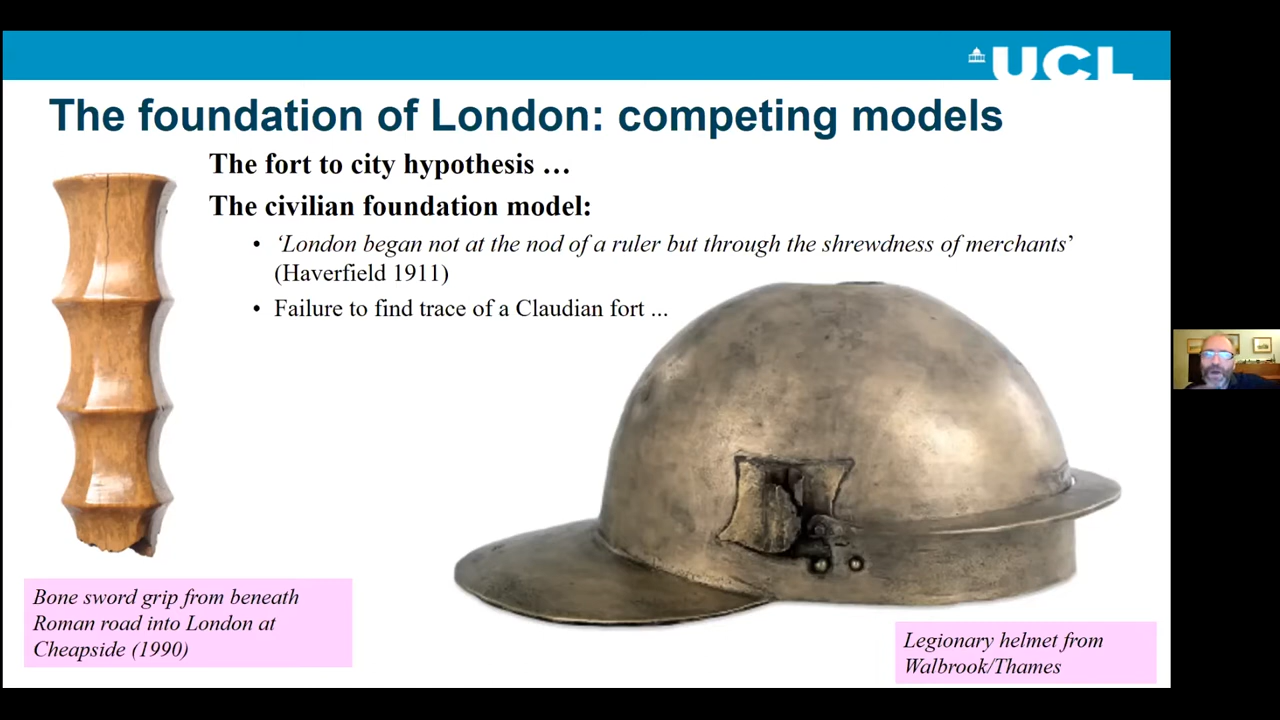 UCL
The foundation of London: competing models
The fort to city hypothesis …
The civilian foundation model:
• ‘London began not at the nod of a ruler but through the shrewdness of merchants’
(Haverfield 1911)
• Failure to find trace of a Claudian fort ...
Bone sword grip from beneath
Roman road into London at
Cheapside (1990)
Legionary helmet from
Walbrook/Thames